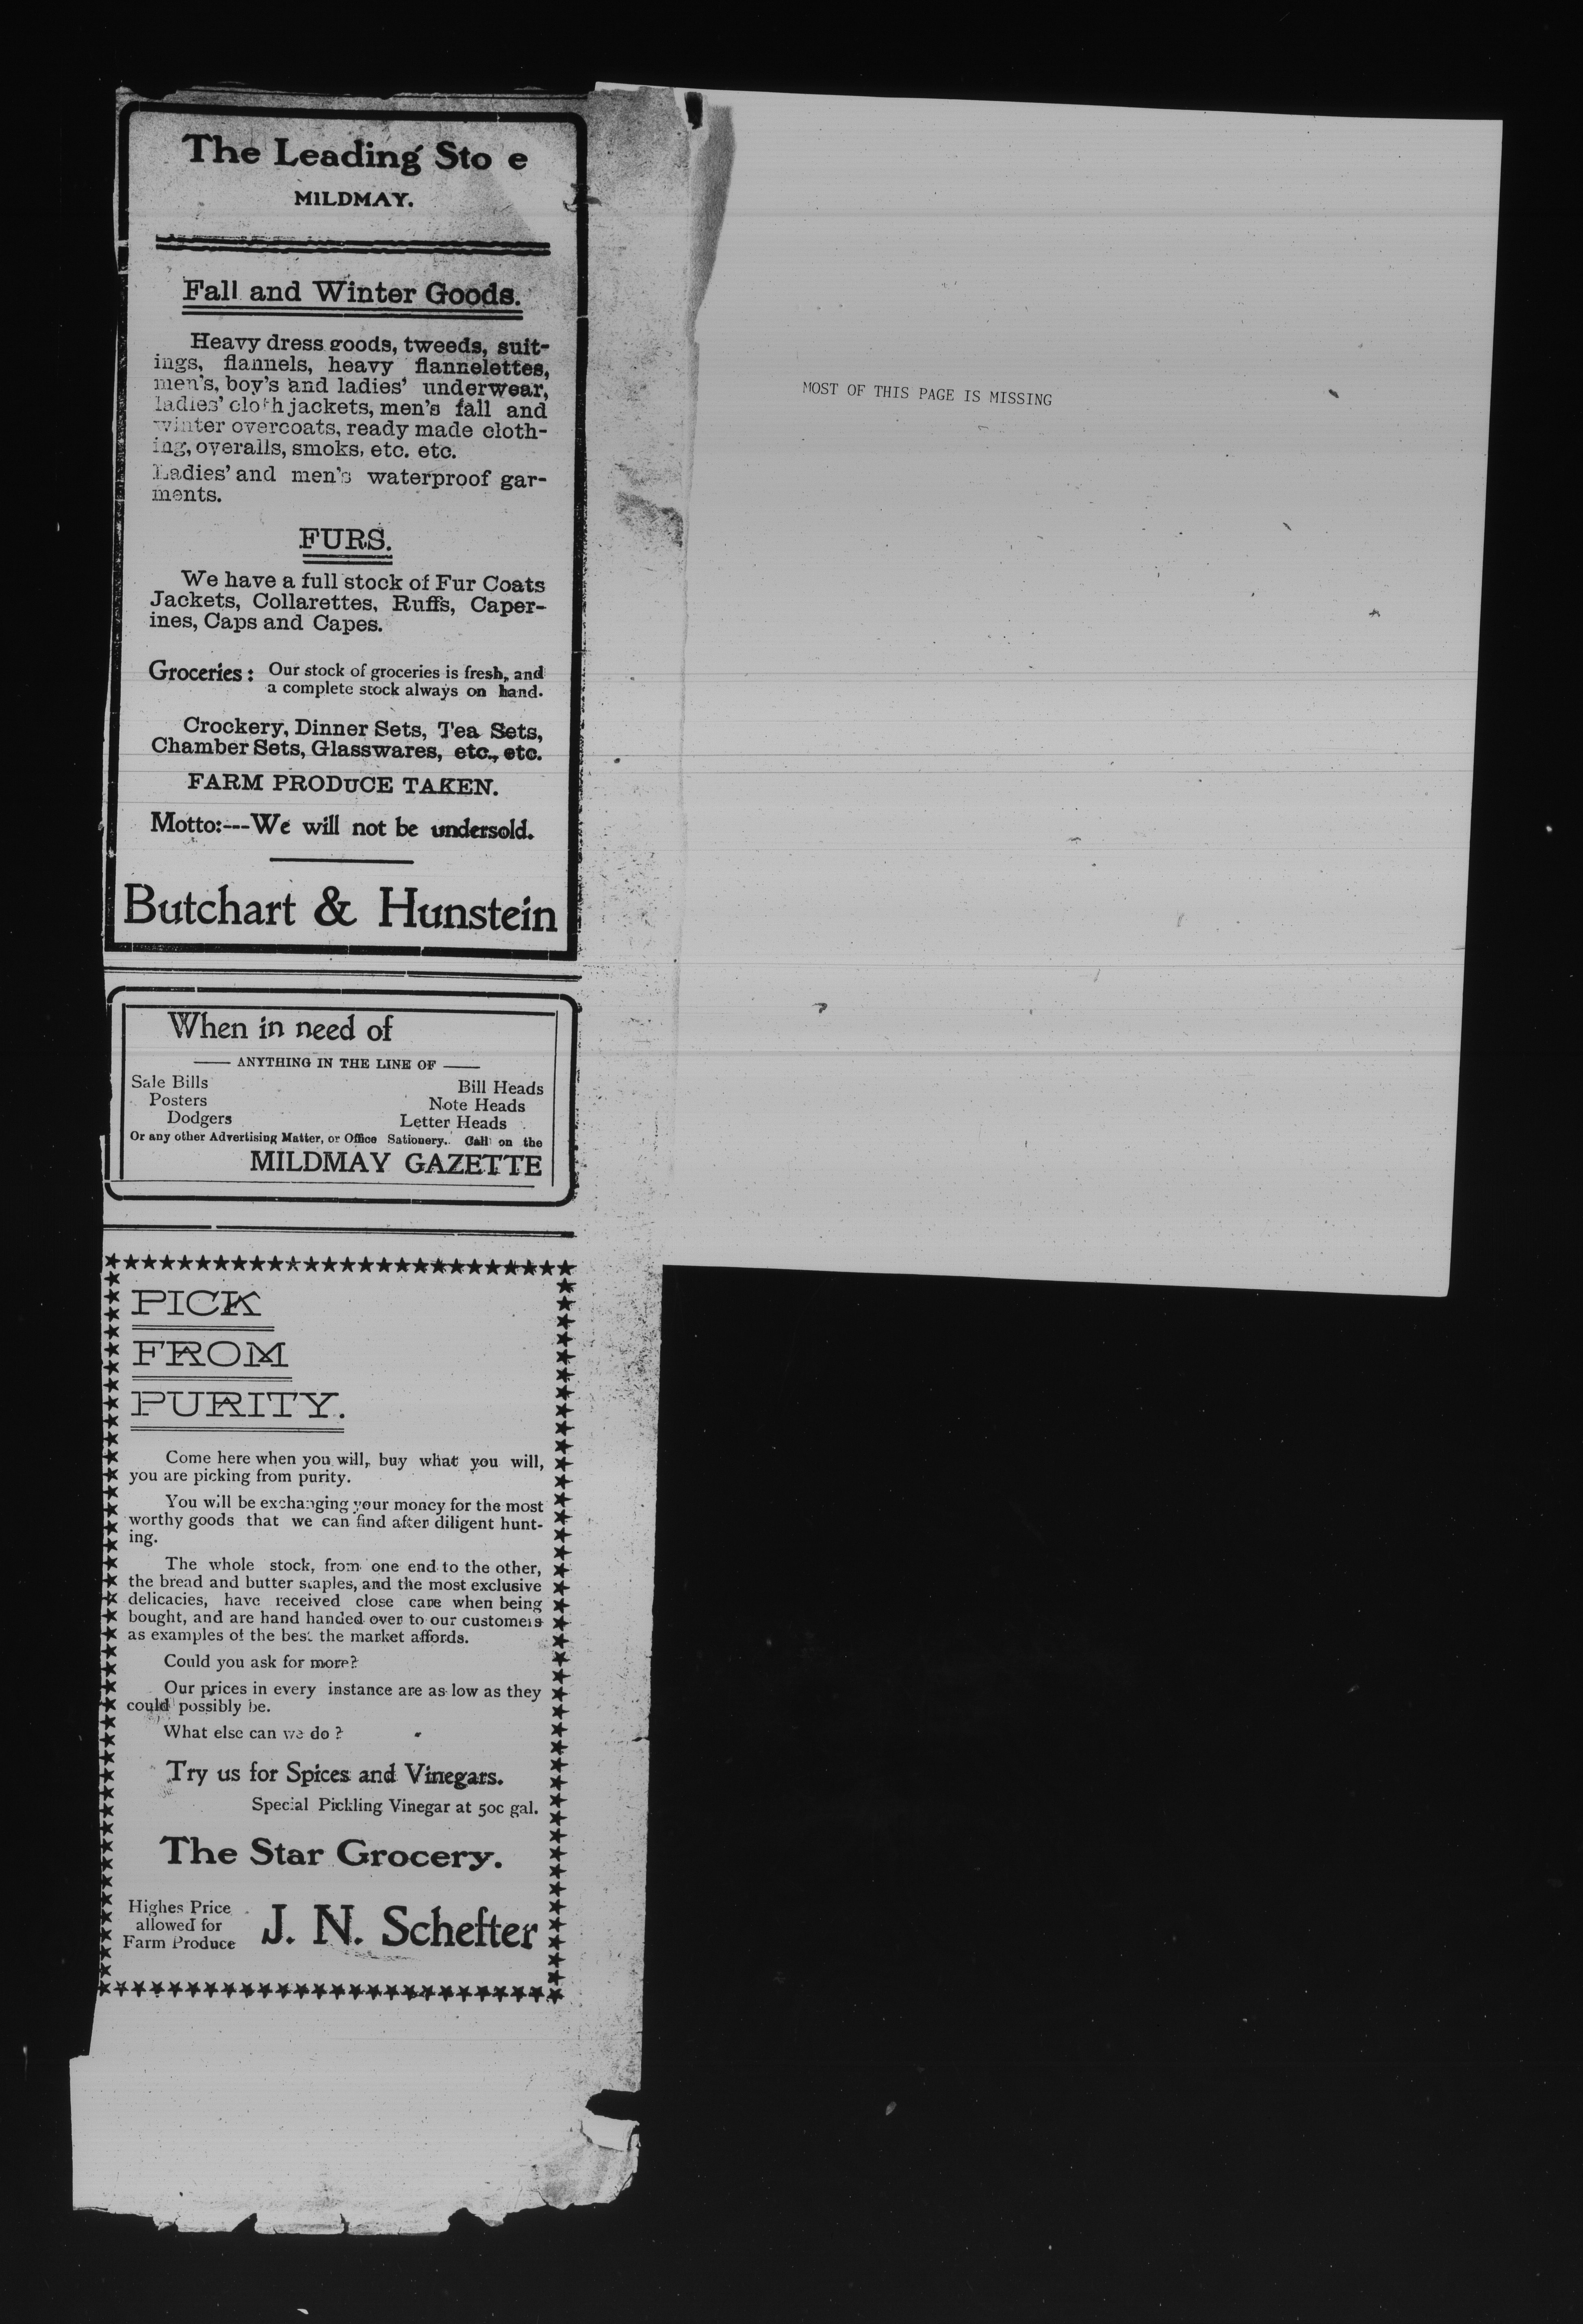 The Leading Sto e
MILDMAY.
Fall and Winter Goods.
Heavy dress goods, tweeds, suit-
ings, flannels, heavy flannelettes,
men's, boy's and ladies' underwear,
ladies' cloth jackets, men's fall and
winter overcoats, ready made cloth-
ing, overalls, smoks, etc. etc.
Ladies' and men's waterproof gar-
ments.
FURS.
We have a full stock of Fur Coats
Jackets, Collarettes, Ruffs, Caper-
ines, Caps and Capes.
Groceries: Our stock of groceries is fresh, and
a complete stock always on hand.
Crockery, Dinner Sets, Tea Sets,
Chamber Sets, Glasswares, etc., etc.
FARM PRODUCE TAKEN.
Motto:---We will not be undersold.
Butchart & Hunstein
When in need of
ANYTHING IN THE LINE OF
Sale Bills Bill Heads
Posters Note Heads
Dodgers Letter Heads
Or any other Advertising Matter, or Office Sationery. Call on the
MILDMAY GAZETTE
PICK
FROM
PURITY.
Come here when you will, buy what you will,
you are picking from purity.
You will be exchanging your money for the most
worthy goods that we can find after diligent hunt-
ing.
The whole stock, from one end to the other,
the bread and butter staples, and the most exclusive
delicacies, have received close care when being
bought, and are hand handed over to our customers
as examples of the best the market affords.
Could you ask for more?
Our prices in every instance are as low as they
could possibly be.
What else can we do?
Try us for Spices and Vinegars.
Special Pickling Vinegar at 50c gal.
The Star Grocery.
Highes Price
allowed for
Farm Produce
J. N. Schefter
MOST OF THIS PAGE IS MISSING